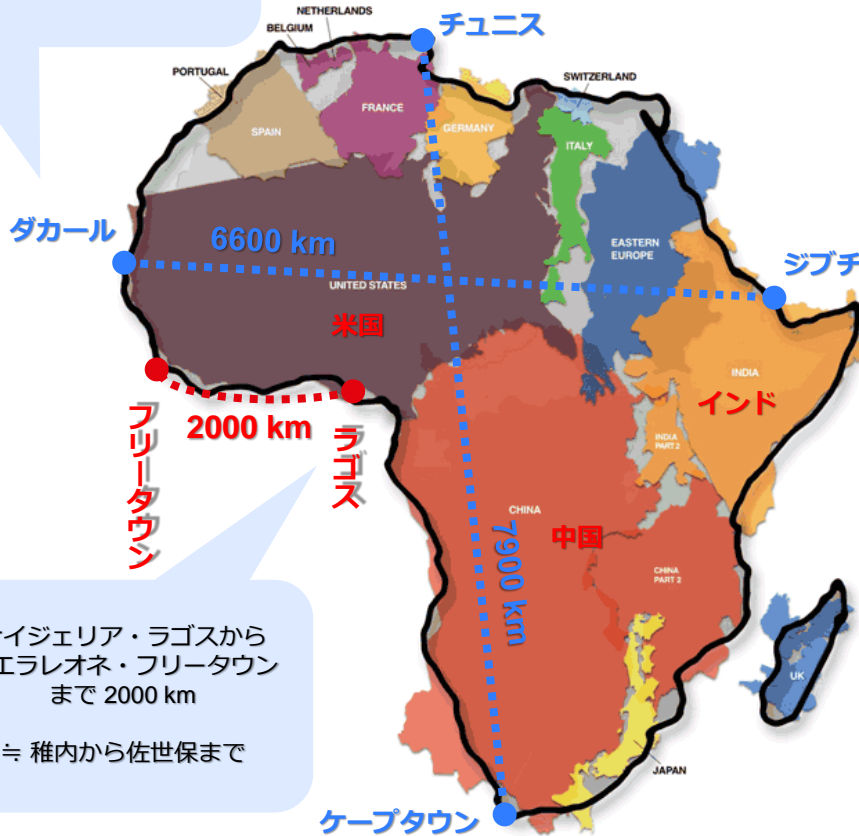 NETHERLANDS
BELGIUM
チュニス
PORTUGAL
SWITZERLAND
FRANCE
SPAIN
GERMANY
ITALY
ダカール
6600 km
EASTERN
EUROPE
ジブチ
UNITED STATES
米国
INDIA
インド
2000 km
フリータウン
ラゴス
INDIA
PART 2
CHINA
中国
7900 km
CHINA
PART 2
イジェリア・ラゴスから
エラレオネ・フリータウン
まで 2000 km
≒ 稚内から佐世保まで
UK
JAPAN
ケープタウン